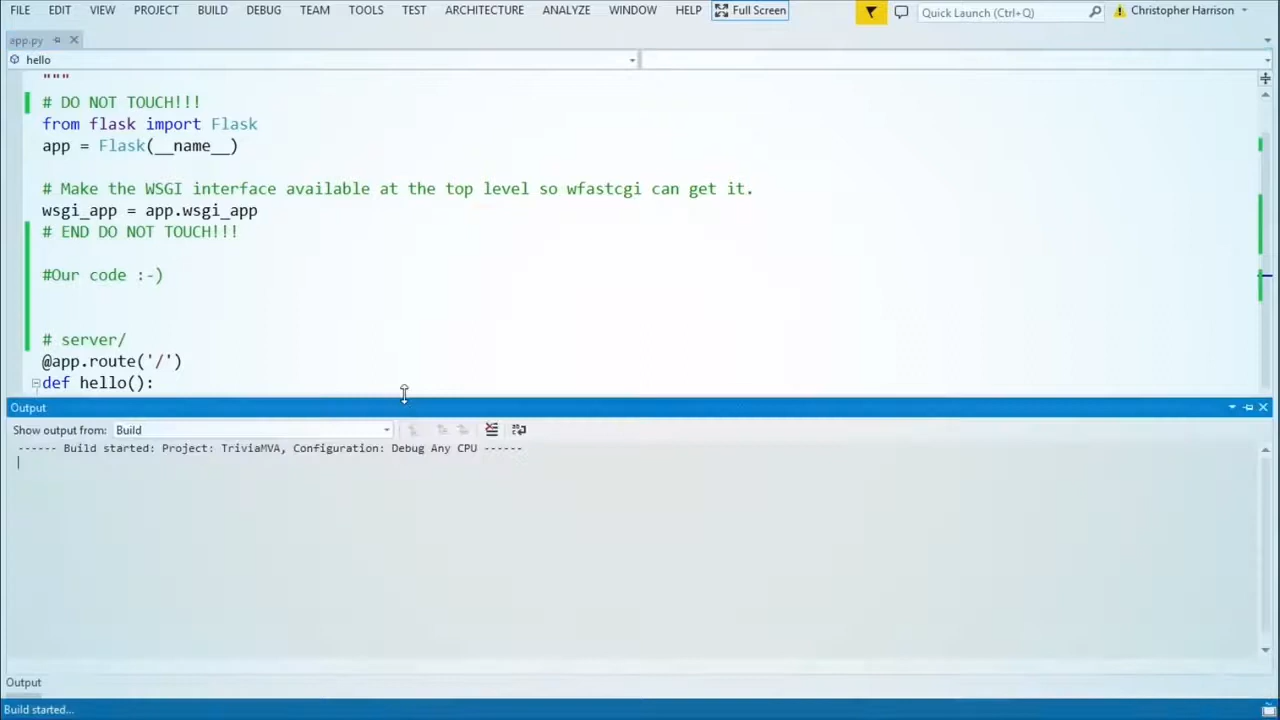 FILE EDIT VIEW PROJECT BUILD DEBUG TEAM TOOLS TEST ARCHITECTURE ANALYZE WINDOW HELP Full Screen Quick Launch (Ctrl+Q) Christopher Harrison
app.py
hello
"""
# DO NOT TOUCH!!!
from flask import Flask
app = Flask(__name__)
# Make the WSGI interface available at the top level so wfastcgi can get it.
wsgi_app = app.wsgi_app
# END DO NOT TOUCH!!!
#Our code :-)
# server/
@app.route('/')
def hello():
Output
Show output from: Build
------ Build started: Project: TriviaMVA, Configuration: Debug Any CPU ------
Output
Build started...